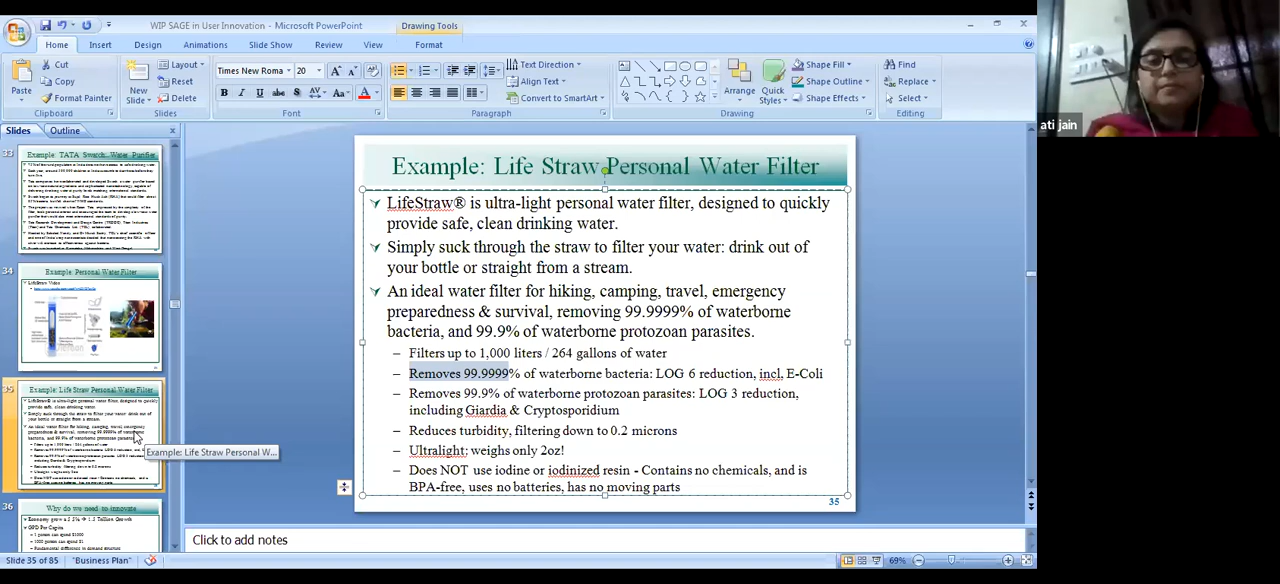 WIP SAGE in User Innovation - Microsoft PowerPoint
Drawing Tools
Home
Insert
Design
Animations
Slide Show
Review
View
Format
Paste
Cut
Copy
Format Painter
Clipboard
New
Slide
Layout
Reset
Delete
Slides
Times New Roma
20
Font
Text Direction
Align Text
Convert to SmartArt
Paragraph
Arrange
Quick
Styles
Shape Fill
Shape Outline
Shape Effects
Drawing
Find
Replace
Select
Editing
ati jain
Slides
Outline
33
Example: TATA Swach: Water Purifier
34
Example: Personal Water Filter
LifeStraw Video
35
Example: Life Straw Personal Water Filter
Example: Life Straw Personal W...
36
Why do we need to innovate
Example: Life Straw Personal Water Filter
LifeStraw® is ultra-light personal water filter, designed to quickly
provide safe, clean drinking water.
Simply suck through the straw to filter your water: drink out of
your bottle or straight from a stream.
An ideal water filter for hiking, camping, travel, emergency
preparedness & survival, removing 99.9999% of waterborne
bacteria, and 99.9% of waterborne protozoan parasites.
– Filters up to 1,000 liters / 264 gallons of water
– Removes 99.9999% of waterborne bacteria: LOG 6 reduction, incl. E-Coli
– Removes 99.9% of waterborne protozoan parasites: LOG 3 reduction,
including Giardia & Cryptosporidium
– Reduces turbidity, filtering down to 0.2 microns
– Ultralight: weighs only 2oz!
– Does NOT use iodine or iodinized resin - Contains no chemicals, and is
BPA-free, uses no batteries, has no moving parts
35
Click to add notes
Slide 35 of 85
"Business Plan"
69%